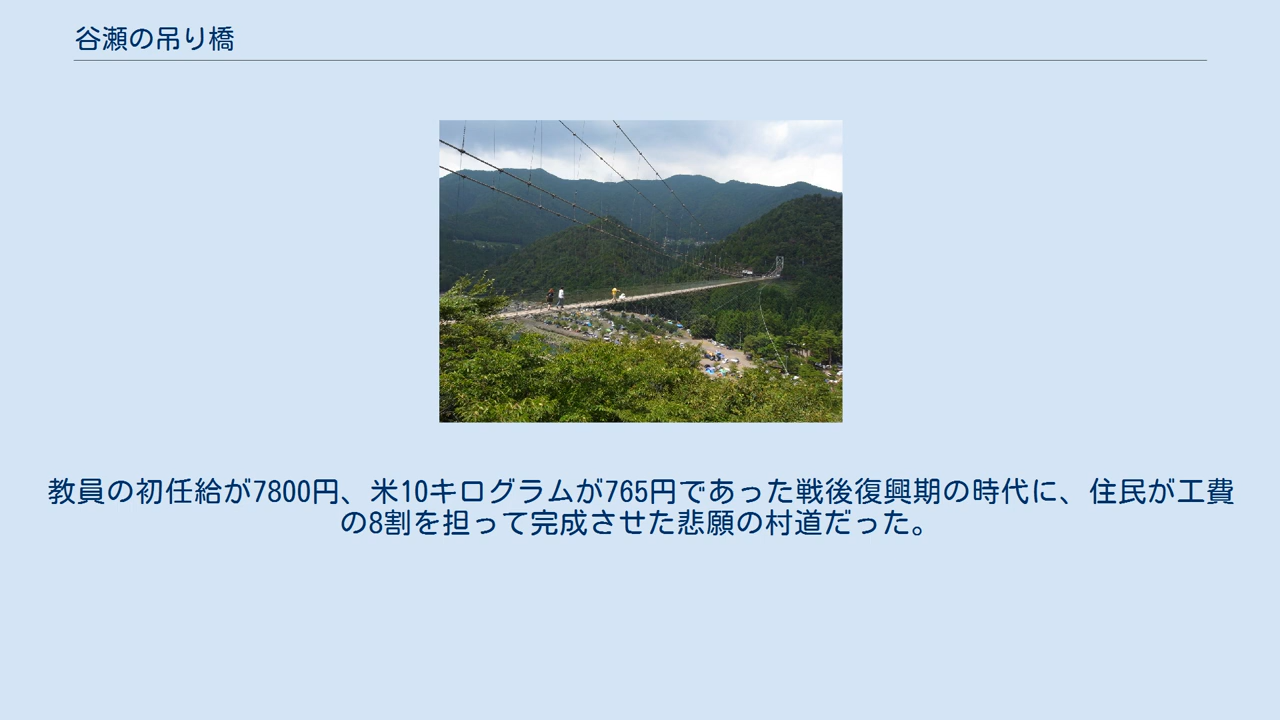 谷瀬の吊り橋
教員の初任給が7800円、米10キログラムが765円であった戦後復興期の時代に、住民が工費
の8割を担って完成させた悲願の村道だった。